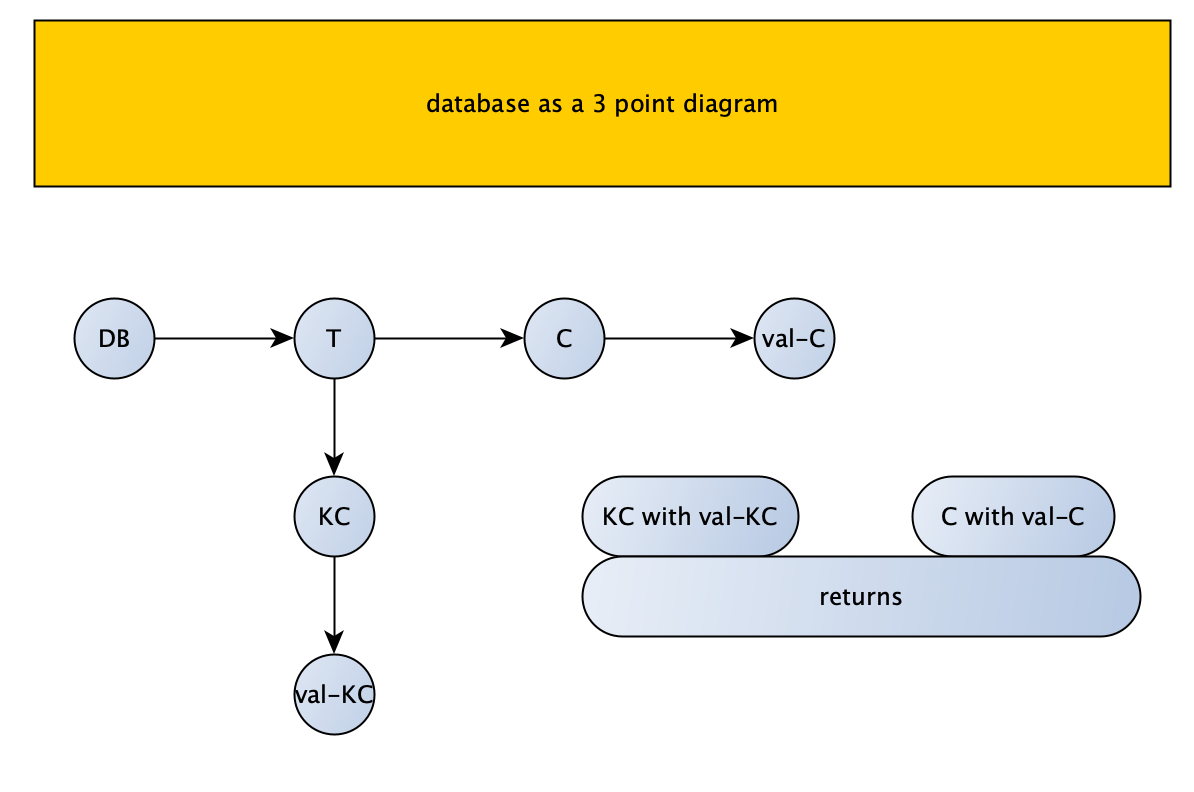 database as a 3 point diagram
DB
T
C
val-C
KC
KC with val-KC
C with val-C
returns
val-KC